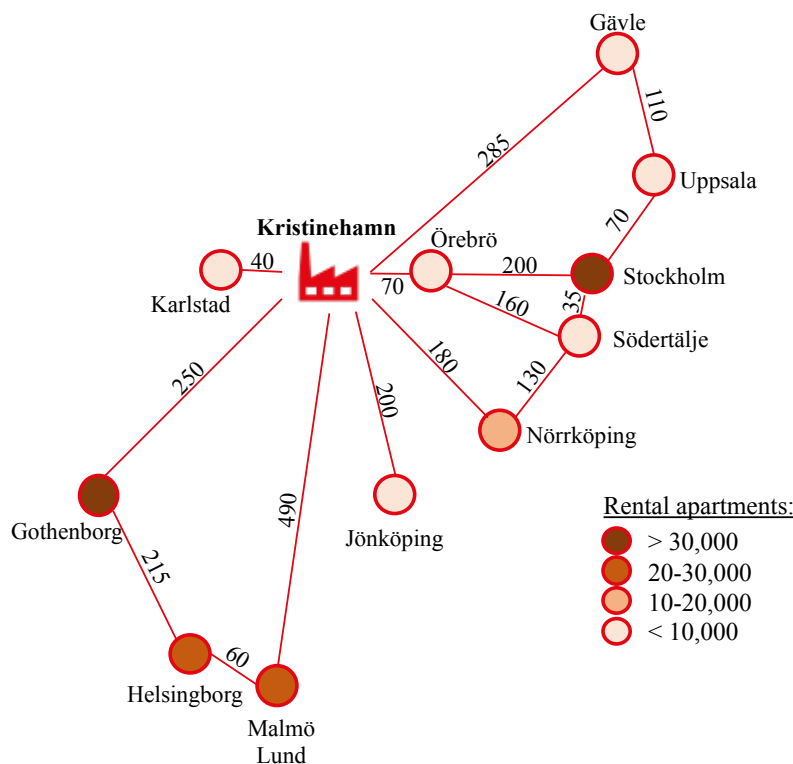 Gävle
110
285
Uppsala
70
Kristinehamn
Örebrö
40
70
200
Stockholm
Karlstad
35
160
Södertälje
180
130
250
200
Nörrköping
490
Gothenborg
Jönköping
Rental apartments:
> 30,000
20-30,000
10-20,000
< 10,000
215
60
Helsingborg
Malmö
Lund